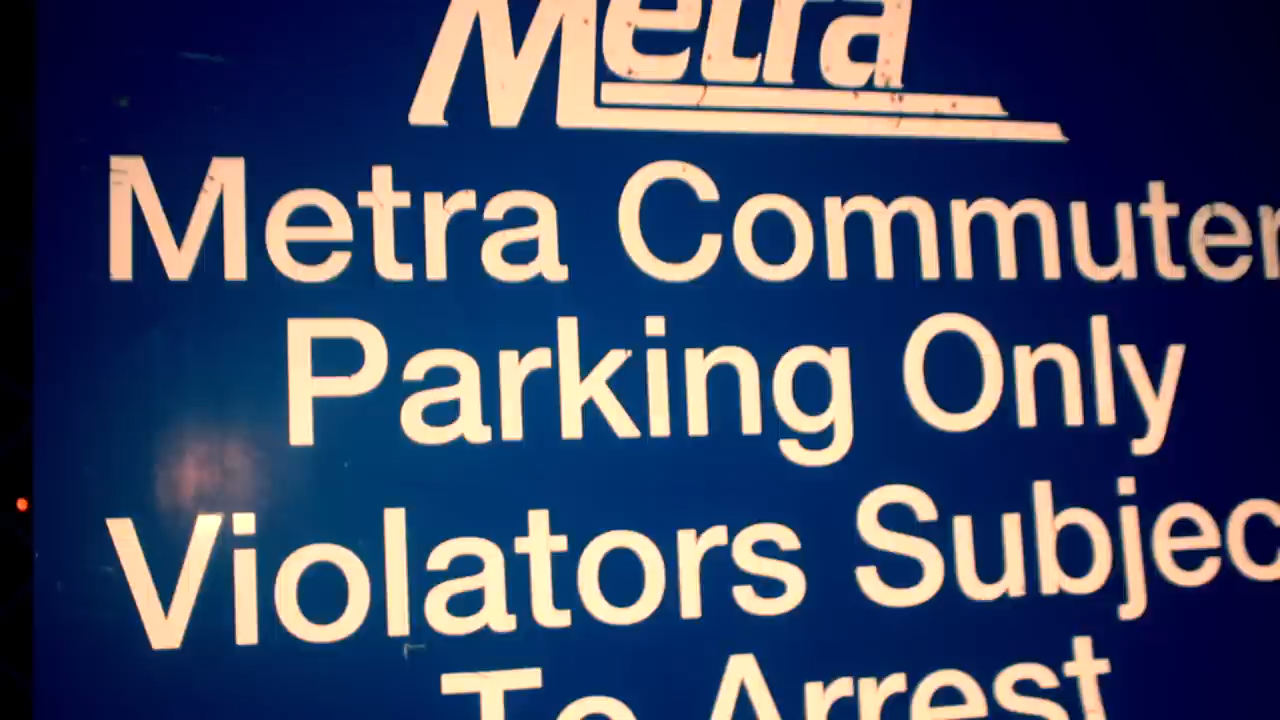 Metra
Metra Commuter
Parking Only
Violators Subjec
To Arrest